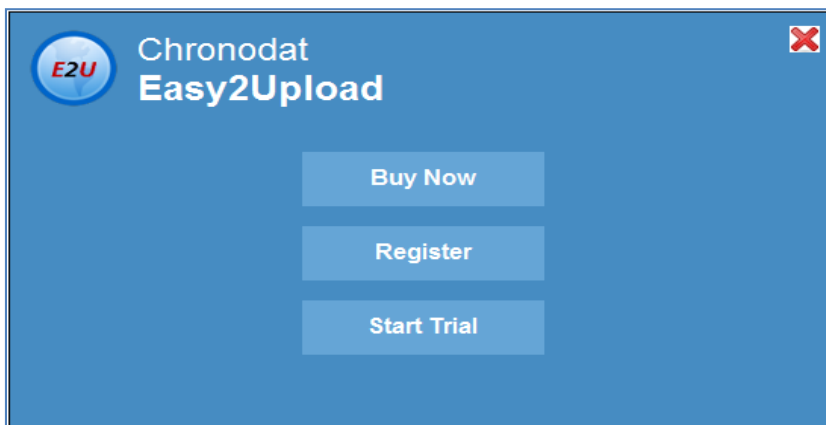 E2U
Chronodat
Easy2Upload
Buy Now
Register
Start Trial